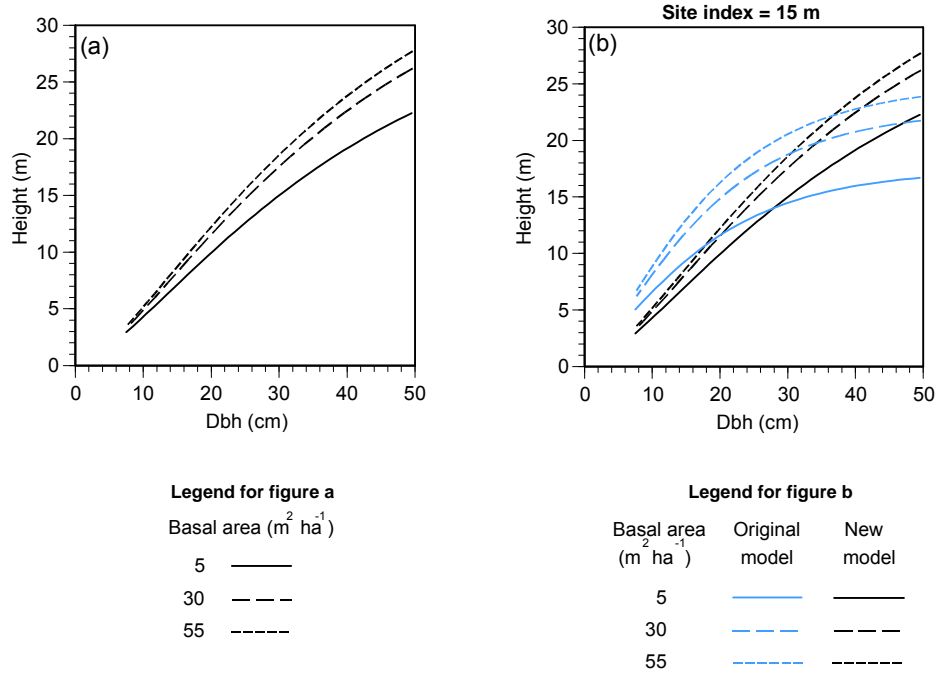 (a)
30
25
20
15
10
5
0
Height (m)
0 10 20 30 40 50
Dbh (cm)
Site index = 15 m
(b)
30
25
20
15
10
5
0
Height (m)
0 10 20 30 40 50
Dbh (cm)
Legend for figure a
Basal area (m² ha⁻¹)
5
30
55
Legend for figure b
Basal area Original New
(m² ha⁻¹) model model
5
30
55